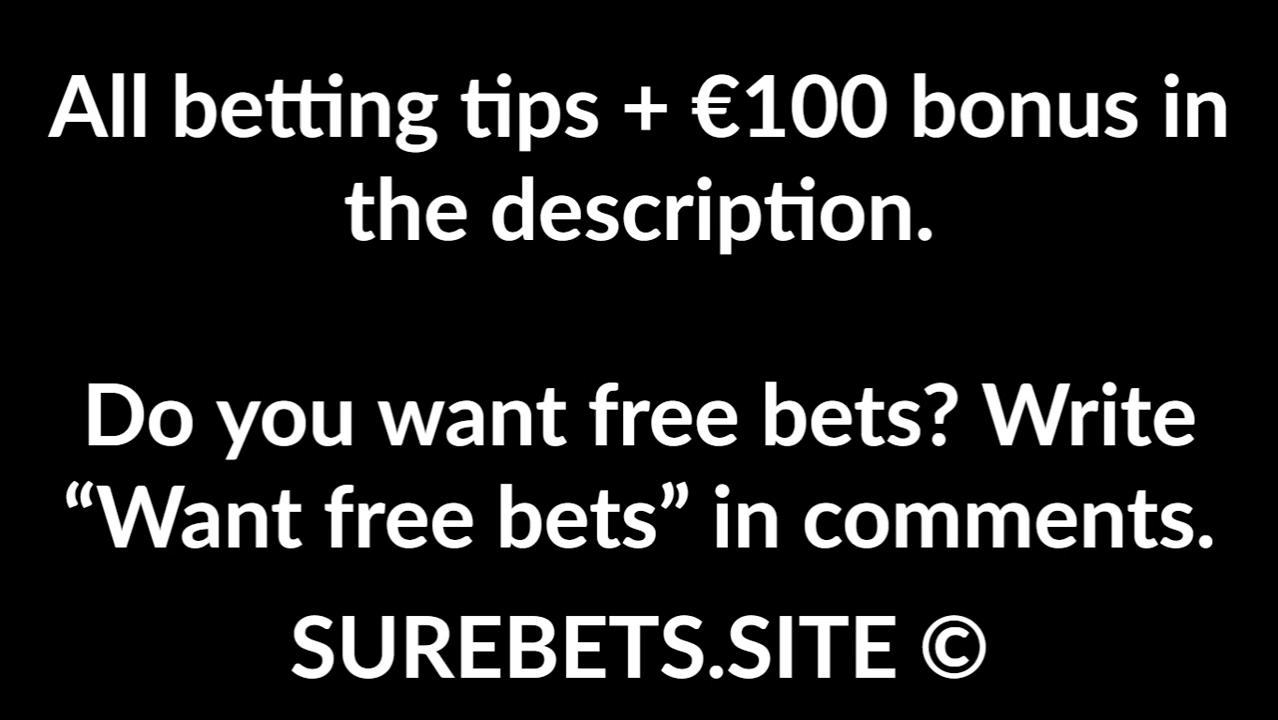 All betting tips + €100 bonus in
the description.
Do you want free bets? Write
“Want free bets” in comments.
SUREBETS.SITE ©